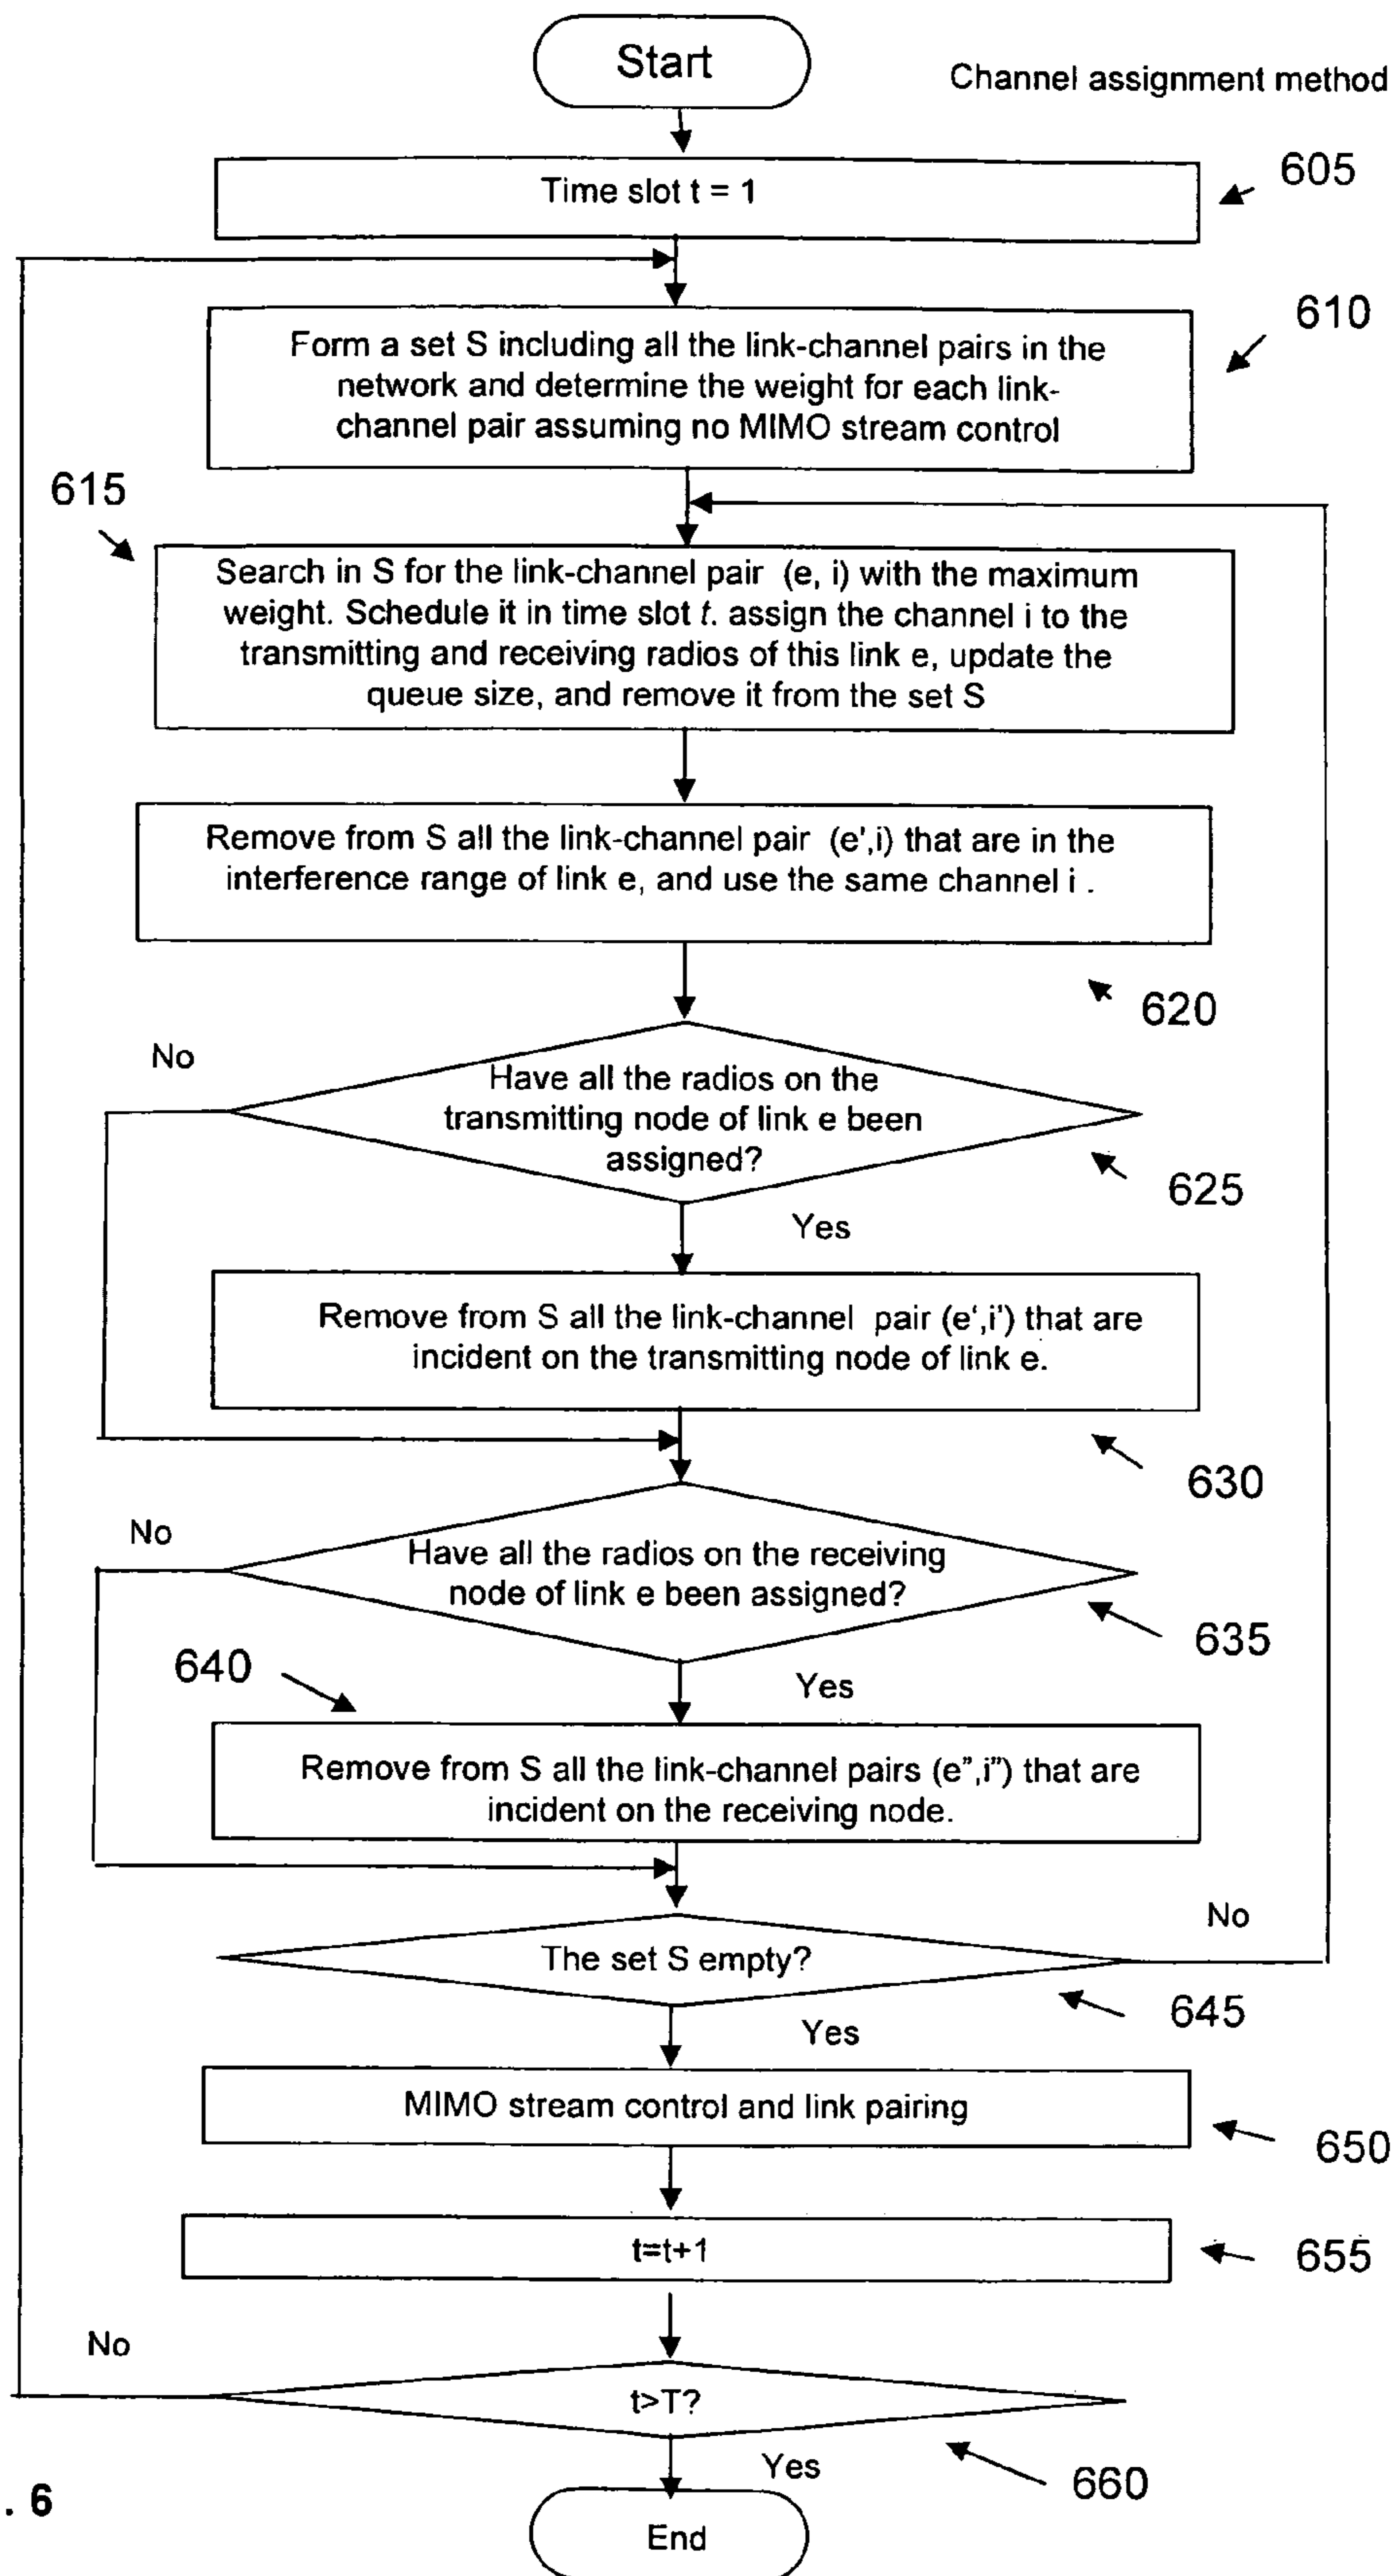 Start
Channel assignment method
605
Time slot t = 1
610
Form a set S including all the link-channel pairs in the
network and determine the weight for each link-
channel pair assuming no MIMO stream control
615
Search in S for the link-channel pair (e, i) with the maximum
weight. Schedule it in time slot t. assign the channel i to the
transmitting and receiving radios of this link e, update the
queue size, and remove it from the set S
Remove from S all the link-channel pair (e',i) that are in the
interference range of link e, and use the same channel i .
620
No
Have all the radios on the
transmitting node of link e been
assigned?
625
Yes
Remove from S all the link-channel pair (e',i') that are
incident on the transmitting node of link e.
630
No
Have all the radios on the receiving
node of link e been assigned?
635
640
Yes
Remove from S all the link-channel pairs (e”,i”) that are
incident on the receiving node.
No
The set S empty?
645
Yes
MIMO stream control and link pairing
650
t=t+1
655
No
t>T?
Yes
660
. 6
End